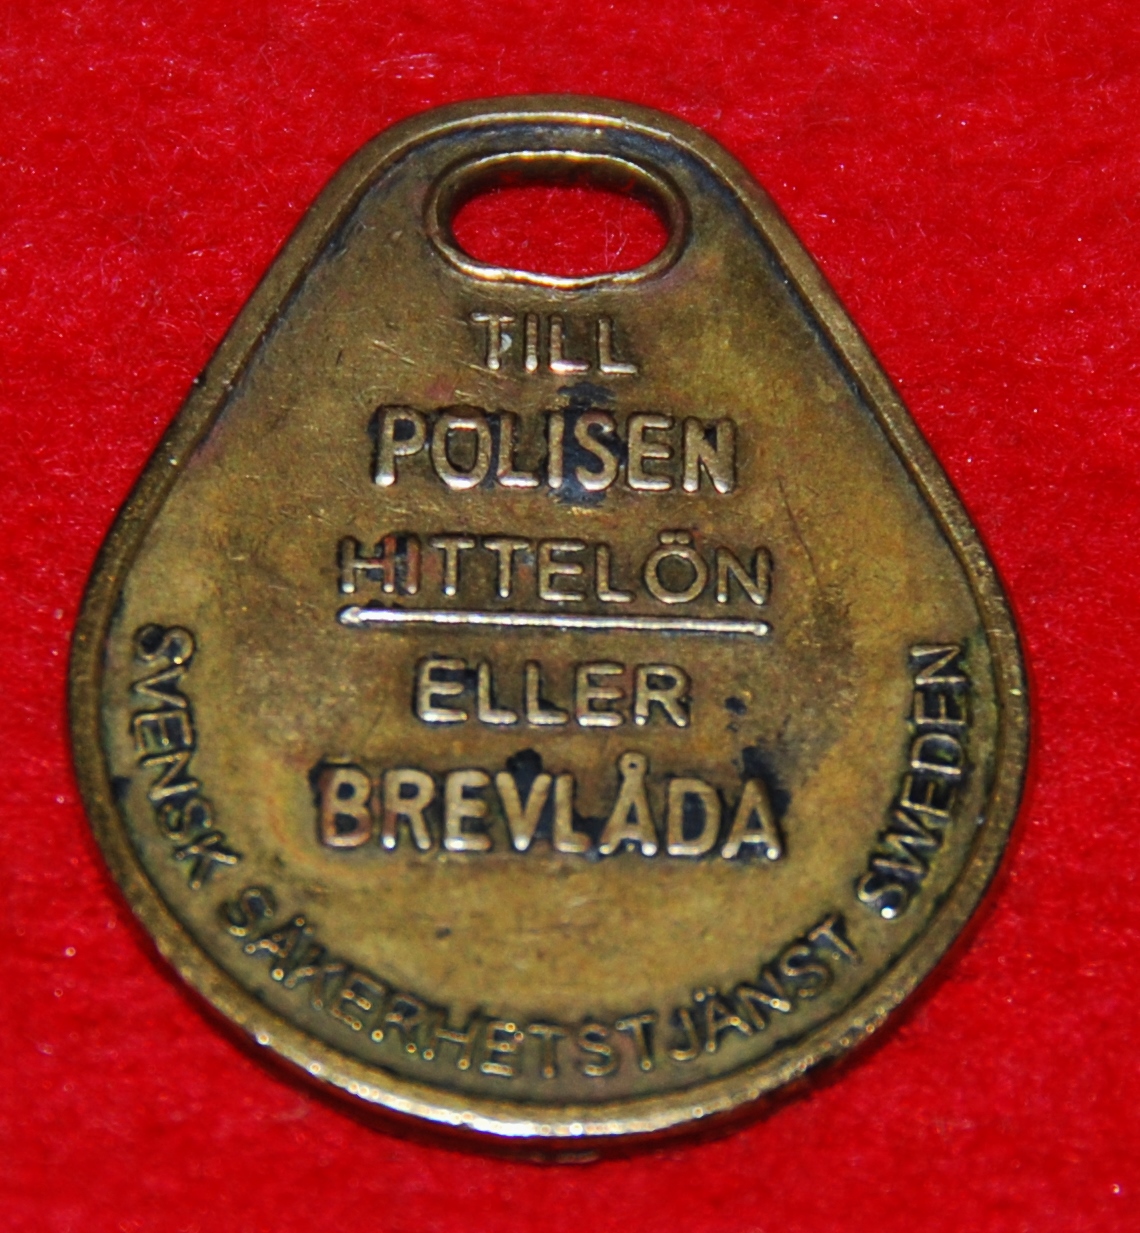 TILL
POLISEN
HITTELÖN
ELLER
BREVLÅDA
SVENSK SÄKERHETSTJÄNST SWEDEN